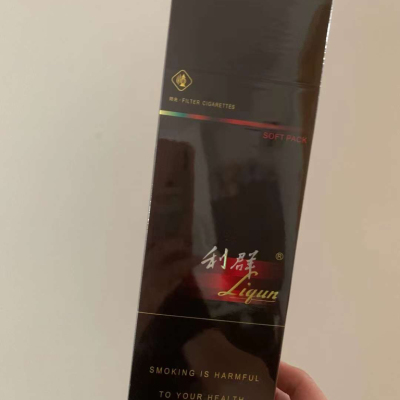 FILTER CIGARETTES
SOFT PACK
利群®
Liqun
SMOKING IS HARMFUL
TO YOUR HEALTH